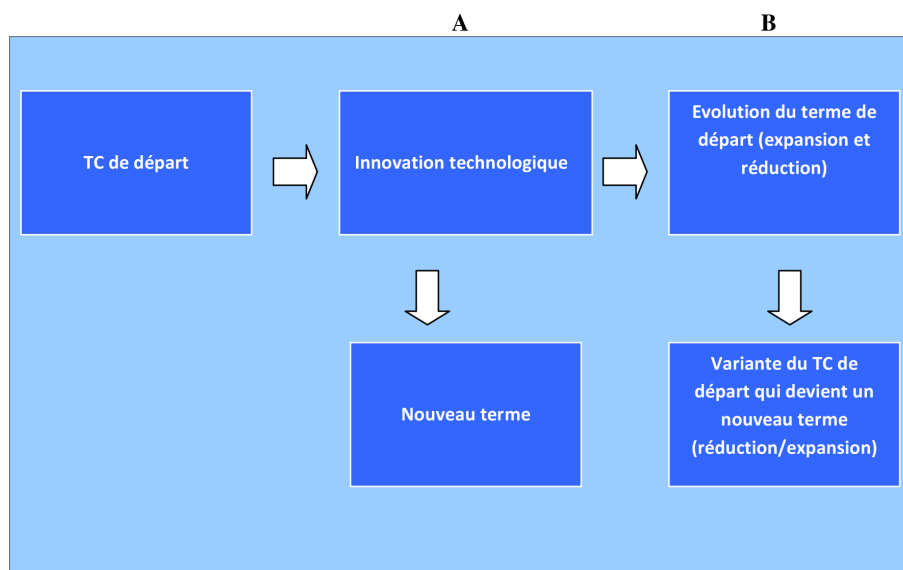 A
B
TC de départ
Innovation technologique
Evolution du terme de
départ (expansion et
réduction)
Nouveau terme
Variante du TC de
départ qui devient un
nouveau terme
(réduction/expansion)